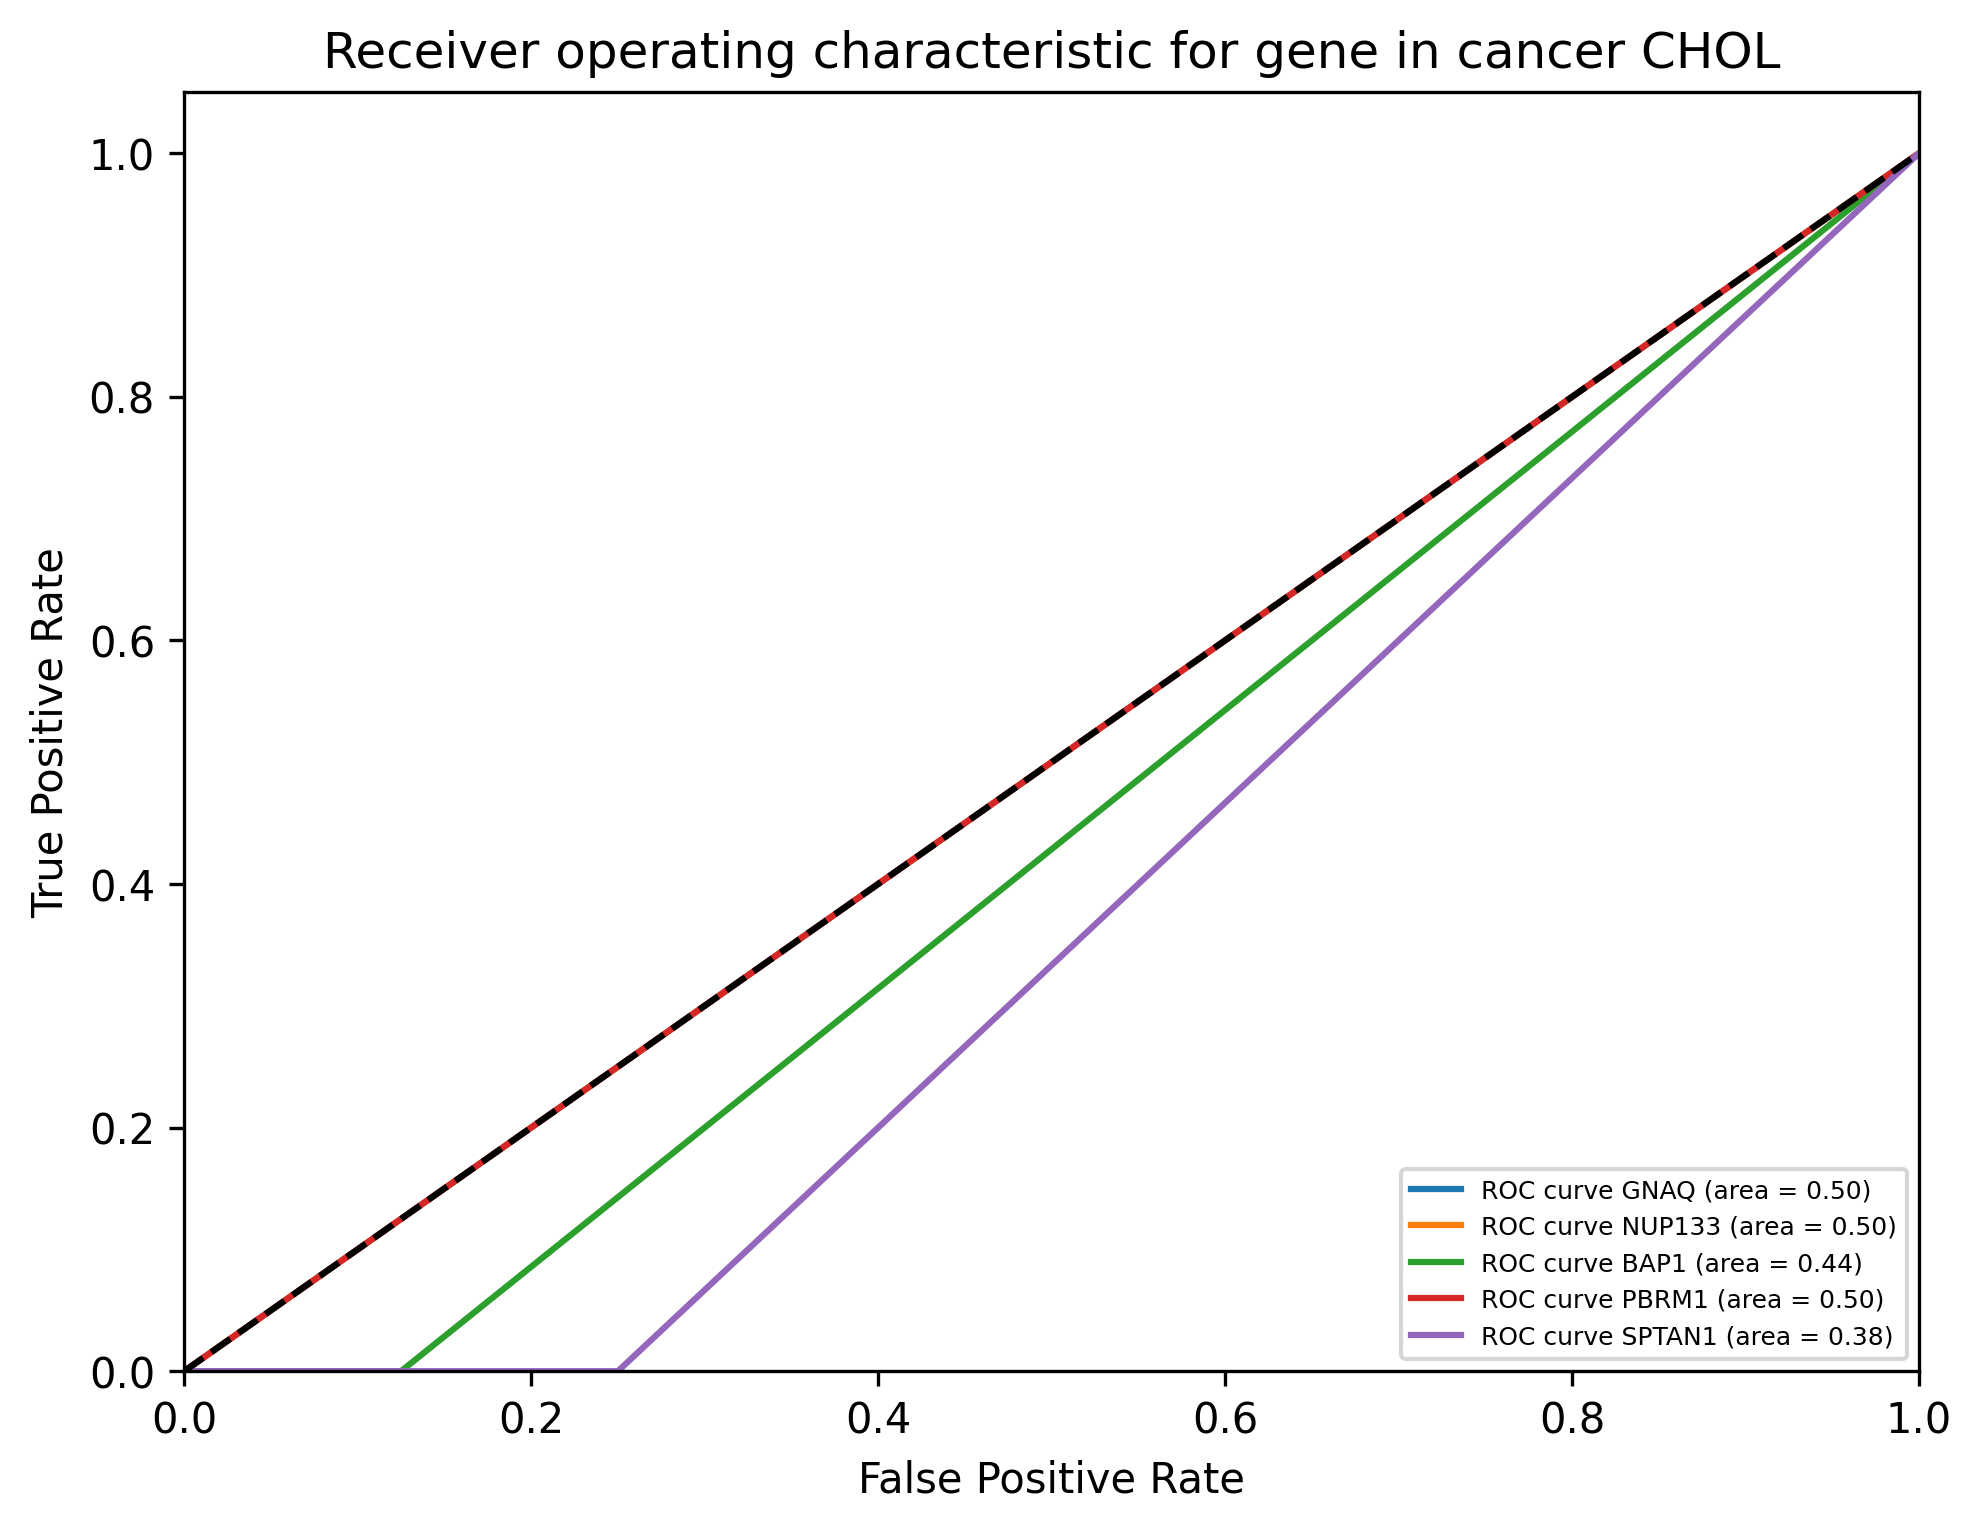 Receiver operating characteristic for gene in cancer CHOL
1.0
0.8
0.6
0.4
0.2
0.0
True Positive Rate
0.0 0.2 0.4 0.6 0.8 1.0
False Positive Rate
ROC curve GNAQ (area = 0.50)
ROC curve NUP133 (area = 0.50)
ROC curve BAP1 (area = 0.44)
ROC curve PBRM1 (area = 0.50)
ROC curve SPTAN1 (area = 0.38)